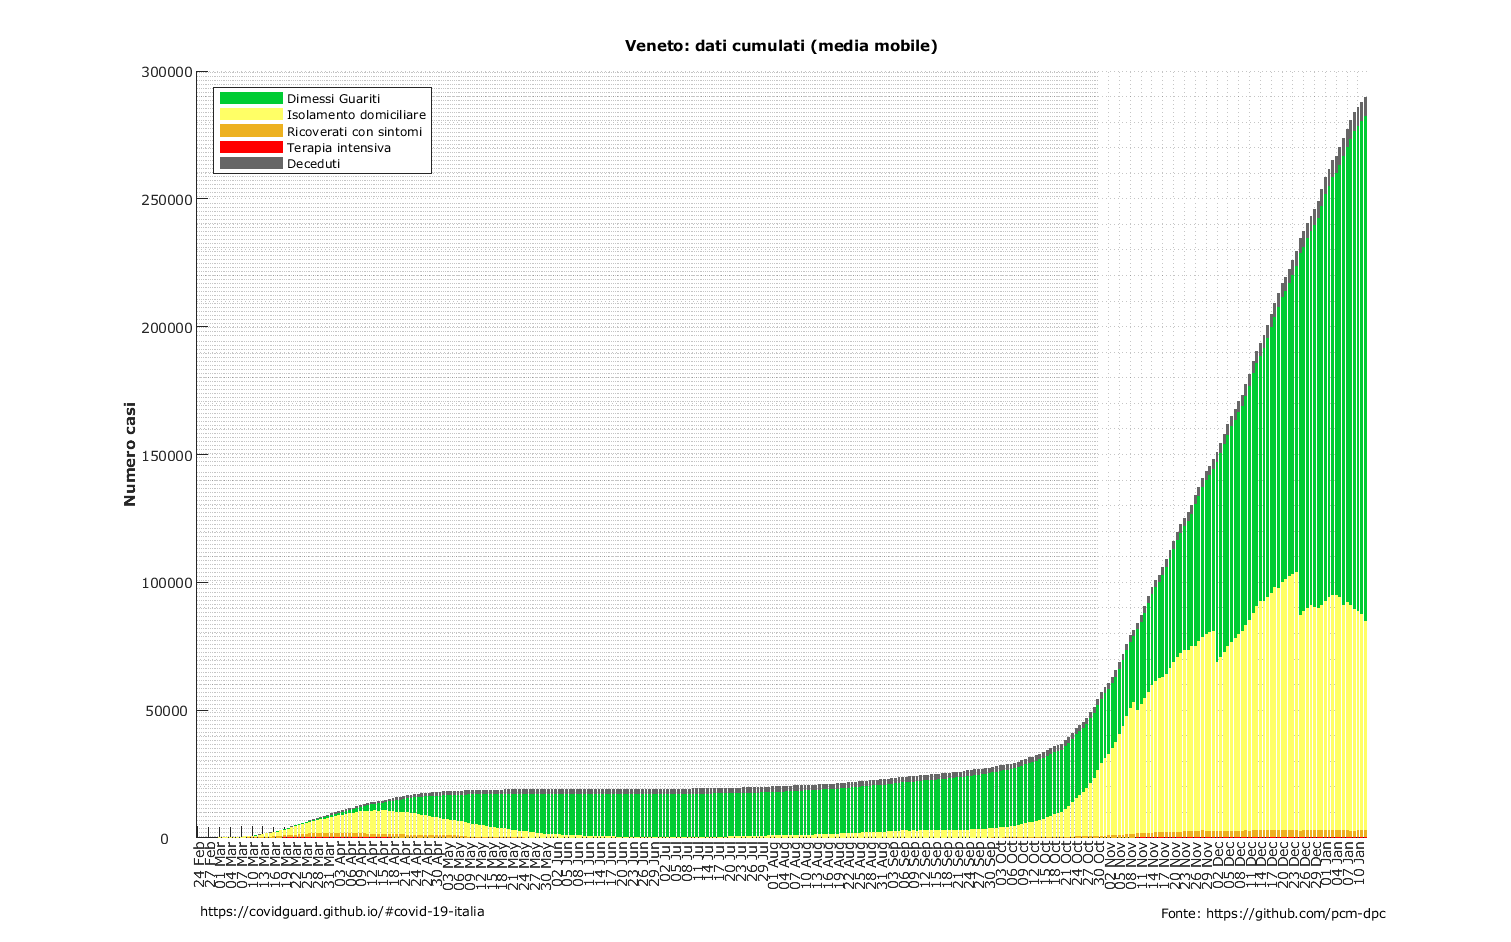 Veneto: dati cumulati (media mobile)
300000
250000
200000
150000
100000
50000
0
Numero casi
Dimessi Guariti
Isolamento domiciliare
Ricoverati con sintomi
Terapia intensiva
Deceduti
24 Feb
27 Feb
01 Mar
04 Mar
07 Mar
10 Mar
13 Mar
16 Mar
19 Mar
22 Mar
25 Mar
28 Mar
31 Mar
03 Apr
06 Apr
09 Apr
12 Apr
15 Apr
18 Apr
21 Apr
24 Apr
27 Apr
30 Apr
03 May
06 May
09 May
12 May
15 May
18 May
21 May
24 May
27 May
30 May
02 Jun
05 Jun
08 Jun
11 Jun
14 Jun
17 Jun
20 Jun
23 Jun
26 Jun
29 Jun
02 Jul
05 Jul
08 Jul
11 Jul
14 Jul
17 Jul
20 Jul
23 Jul
26 Jul
29 Jul
01 Aug
04 Aug
07 Aug
10 Aug
13 Aug
16 Aug
19 Aug
22 Aug
25 Aug
28 Aug
31 Aug
03 Sep
06 Sep
09 Sep
12 Sep
15 Sep
18 Sep
21 Sep
24 Sep
27 Sep
30 Sep
03 Oct
06 Oct
09 Oct
12 Oct
15 Oct
18 Oct
21 Oct
24 Oct
27 Oct
30 Oct
02 Nov
05 Nov
08 Nov
11 Nov
14 Nov
17 Nov
20 Nov
23 Nov
26 Nov
29 Nov
02 Dec
05 Dec
08 Dec
11 Dec
14 Dec
17 Dec
20 Dec
23 Dec
26 Dec
29 Dec
01 Jan
04 Jan
07 Jan
10 Jan
https://covidguard.github.io/#covid-19-italia
Fonte: https://github.com/pcm-dpc